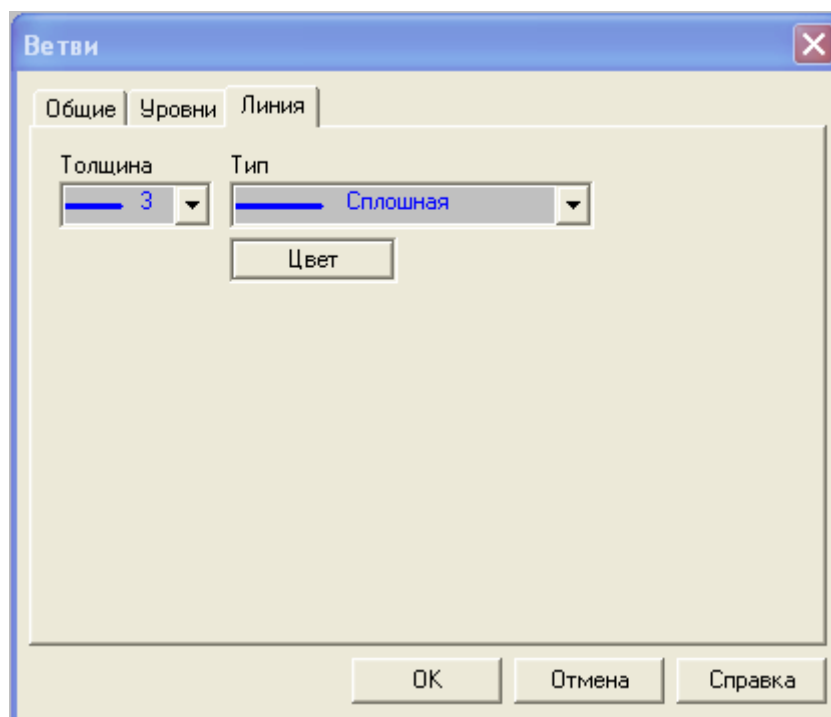 Ветви
Общие Уровни Линия
Толщина Тип
3 Сплошная
Цвет
OK Отмена Справка